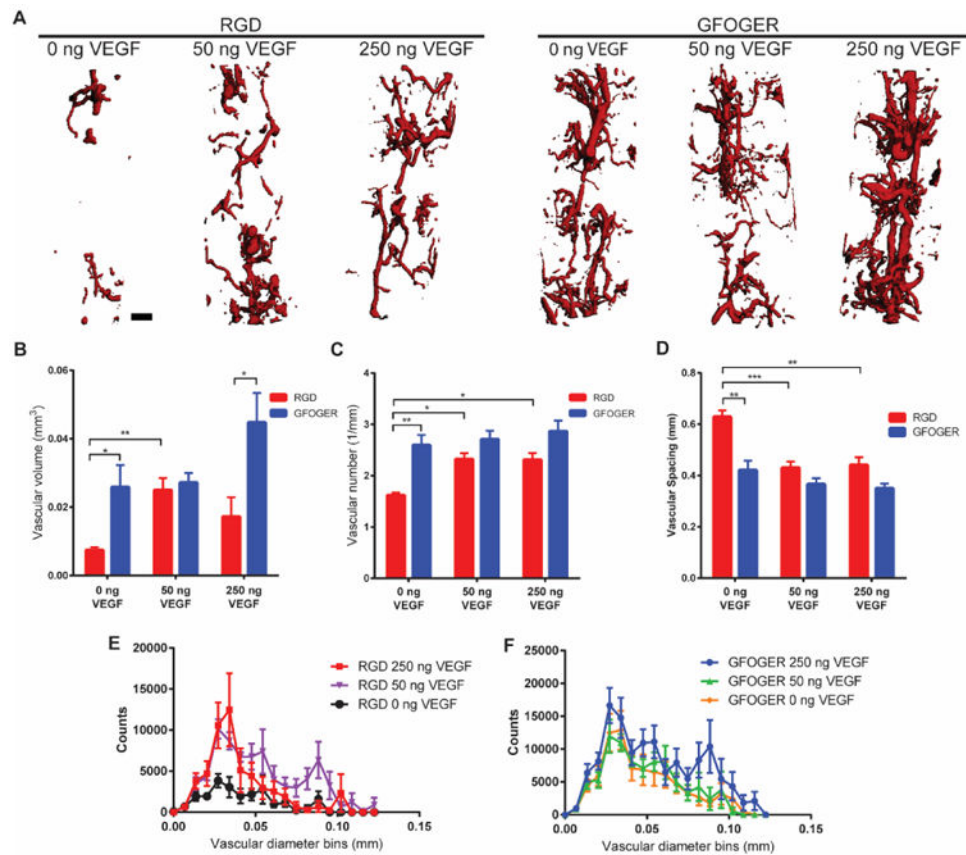 A
RGD
GFOGER
0 ng VEGF 50 ng VEGF 250 ng VEGF 0 ng VEGF 50 ng VEGF 250 ng VEGF
B
Vascular volume (mm³)
0.06
0.04
0.02
0.00
*
**
*
RGD
GFOGER
0 ng VEGF
50 ng VEGF
250 ng VEGF
C
Vascular number (1/mm)
4
3
2
1
0
*
*
**
RGD
GFOGER
0 ng VEGF
50 ng VEGF
250 ng VEGF
D
Vascular Spacing (mm)
0.8
0.6
0.4
0.2
0.0
**
***
**
RGD
GFOGER
0 ng VEGF
50 ng VEGF
250 ng VEGF
E
Counts
20000
15000
10000
5000
0
RGD 250 ng VEGF
RGD 50 ng VEGF
RGD 0 ng VEGF
0.00 0.05 0.10 0.15
Vascular diameter bins (mm)
F
Counts
25000
20000
15000
10000
5000
0
GFOGER 250 ng VEGF
GFOGER 50 ng VEGF
GFOGER 0 ng VEGF
0.00 0.05 0.10 0.15
Vascular diameter bins (mm)